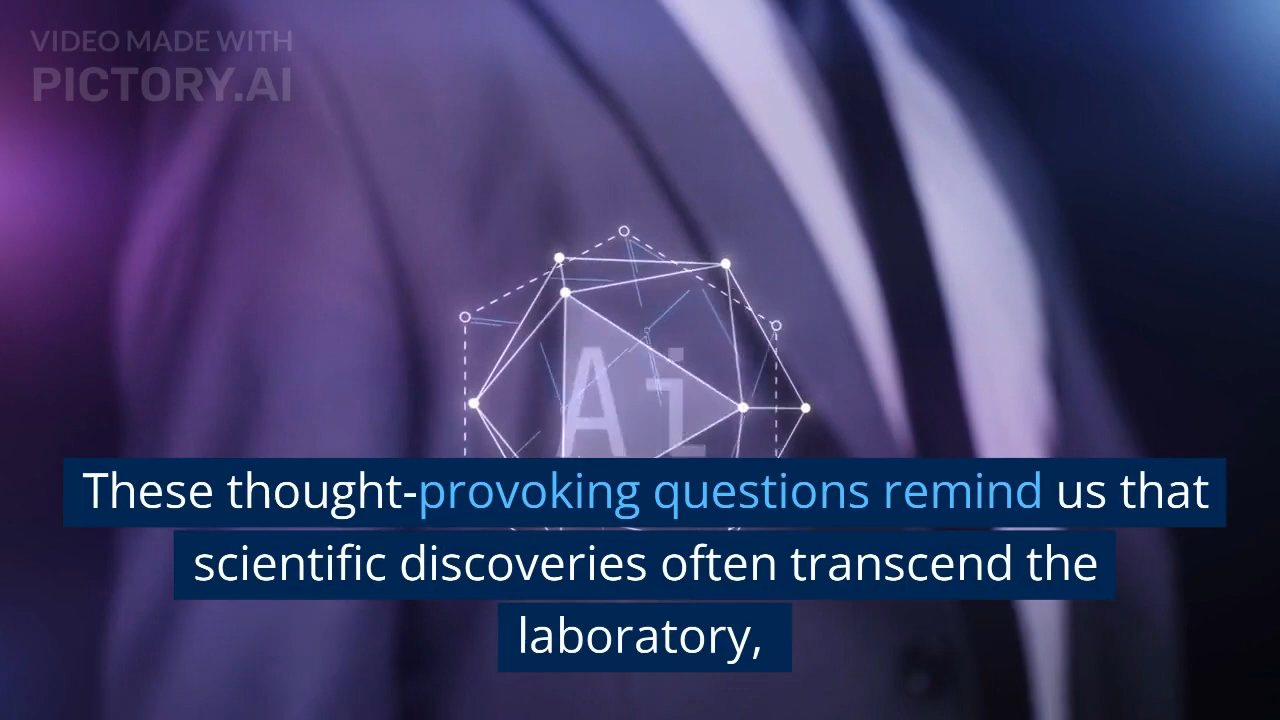 VIDEO MADE WITH
PICTORY.AI
Ai
These thought-provoking questions remind us that
scientific discoveries often transcend the
laboratory,